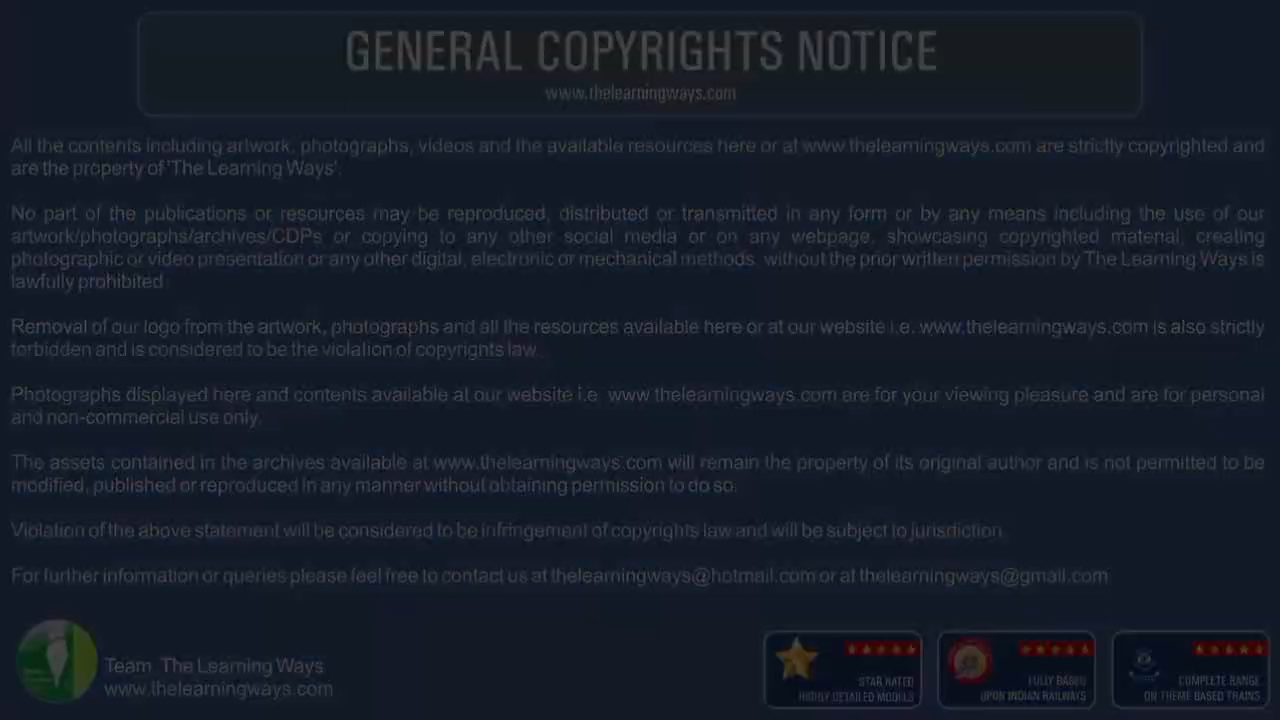 GENERAL COPYRIGHTS NOTICE
www.thelearningways.com
All the contents including artwork, photographs, videos and the available resources here or at www.thelearningways.com are strictly copyrighted and
are the property of 'The Learning Ways'.
No part of the publications or resources may be reproduced, distributed or transmitted in any form or by any means including the use of our
artwork/photographs/archives/CDPs or copying to any other social media or on any webpage, showcasing copyrighted material, creating
photographic or video presentation or any other digital, electronic or mechanical methods, without the prior written permission by The Learning Ways is
lawfully prohibited.
Removal of our logo from the artwork, photographs and all the resources available here or at our website i.e. www.thelearningways.com is also strictly
forbidden and is considered to be the violation of copyrights law.
Photographs displayed here and contents available at our website i.e. www.thelearningways.com are for your viewing pleasure and are for personal
and non-commercial use only.
The assets contained in the archives available at www.thelearningways.com will remain the property of its original author and is not permitted to be
modified, published or reproduced in any manner without obtaining permission to do so.
Violation of the above statement will be considered to be infringement of copyrights law and will be subject to jurisdiction.
For further information or queries please feel free to contact us at thelearningways@hotmail.com or at thelearningways@gmail.com
Team The Learning Ways
www.thelearningways.com
STAR RATED
HIGHLY DETAILED MODELS
FULLY BASED
UPON INDIAN RAILWAYS
COMPLETE RANGE
ON THEME BASED TRAINS